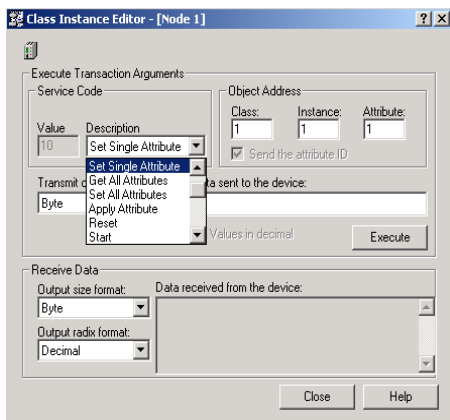 Class Instance Editor - [Node 1]
Execute Transaction Arguments
Service Code
Object Address
Value
Description
Class:
Instance:
Attribute:
10
Set Single Attribute
1
1
1
Send the attribute ID
Set Single Attribute
Get All Attributes
Set All Attributes
Apply Attribute
Reset
Start
Transmit
sent to the device:
Byte
Values in decimal
Execute
Receive Data
Output size format:
Data received from the device:
Byte
Output radix format:
Decimal
Close
Help